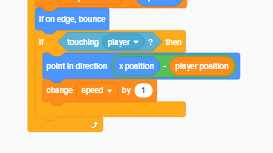 if on edge, bounce
if touching player ? then
point in direction x position - player position
change speed by 1